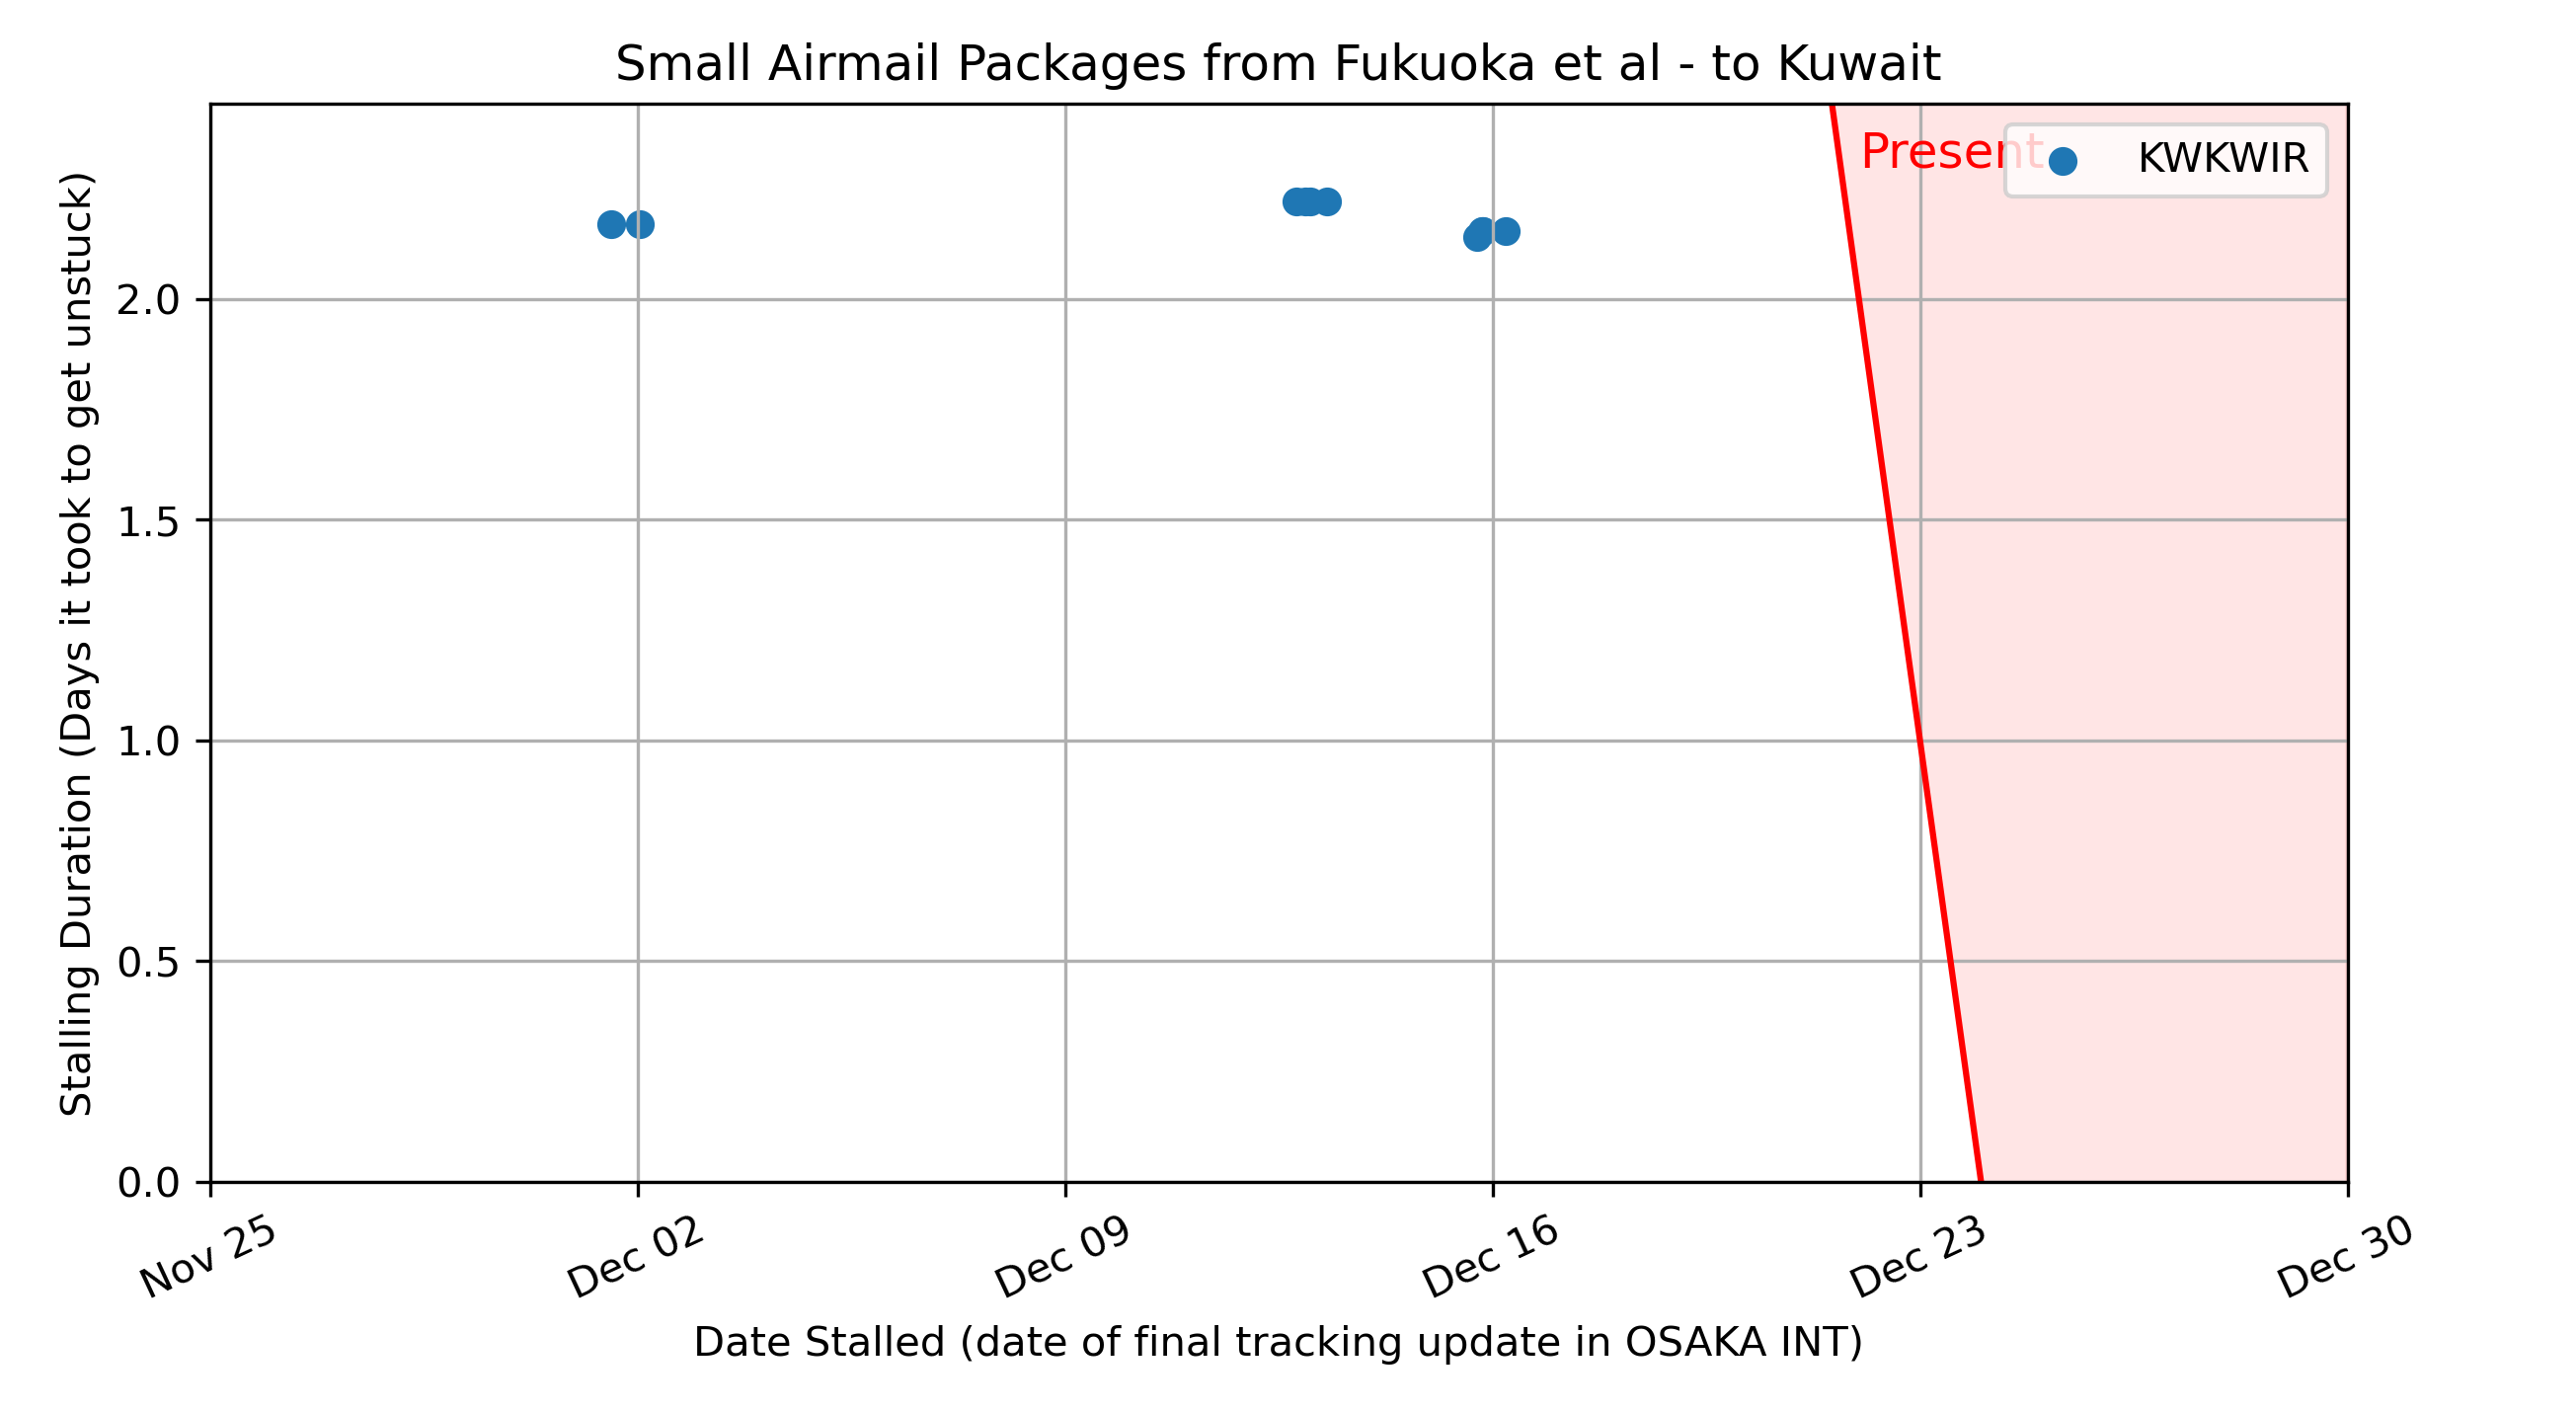 Small Airmail Packages from Fukuoka et al - to Kuwait
Present
KWKWIR
Stalling Duration (Days it took to get unstuck)
2.0
1.5
1.0
0.5
0.0
Nov 25
Dec 02
Dec 09
Dec 16
Dec 23
Dec 30
Date Stalled (date of final tracking update in OSAKA INT)